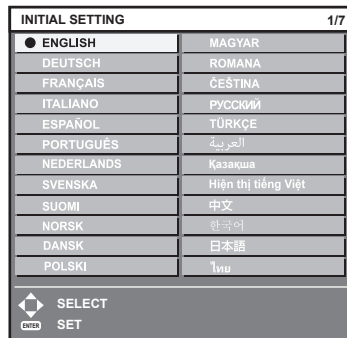 INITIAL SETTING 1/7
ENGLISH
DEUTSCH
FRANÇAIS
ITALIANO
ESPAÑOL
PORTUGUÊS
NEDERLANDS
SVENSKA
SUOMI
NORSK
DANSK
POLSKI
MAGYAR
ROMANA
ČEŠTINA
РУССКИЙ
TÜRKÇE
العربية
Қазақша
Hiện thị tiếng Việt
中文
한국어
日本語
ไทย
SELECT
ENTER SET